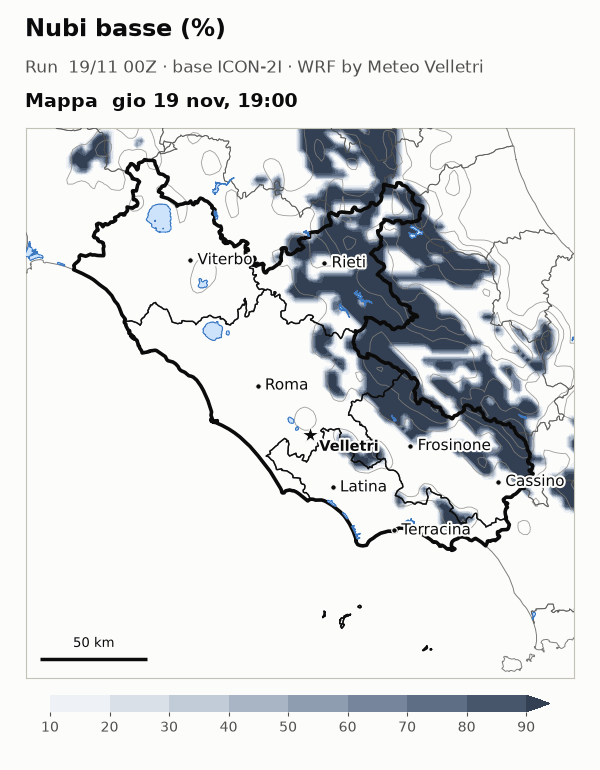 Nubi basse (%)
Run  19/11 00Z · base ICON-2I · WRF by Meteo Velletri
Mappa  gio 19 nov, 19:00
Viterbo
Rieti
Roma
Velletri
Frosinone
Cassino
Latina
Terracina
50 km
10 20 30 40 50 60 70 80 90